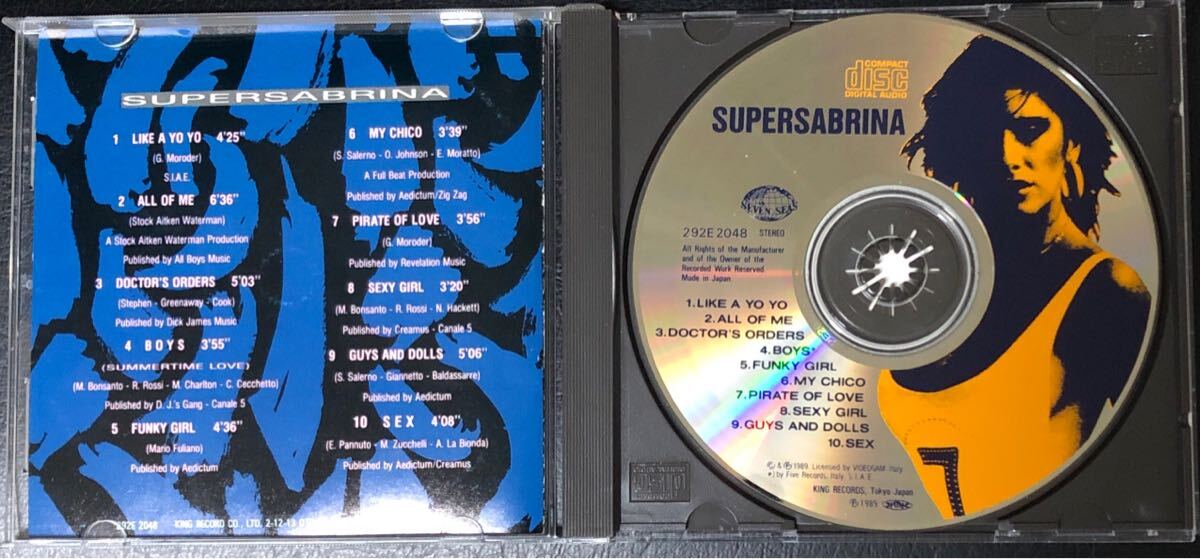 SUPERSABRINA
1 LIKE A YO YO 4'25"
(G. Moroder)
S.I.A.E.
2 ALL OF ME 6'36"
(Stock Aitken Waterman)
A Stock Aitken Waterman Production
Published by All Boys Music
3 DOCTOR'S ORDERS 5'03"
(Stephen - Greenaway - Cook)
Published by Dick James Music
4 BOYS 3'55"
(SUMMERTIME LOVE)
(M. Bonsanto - R. Rossi - M. Charlton - C. Cecchetto)
Published by D. J.'s Gang - Canale 5
5 FUNKY GIRL 4'36"
(Mario Fuliano)
Published by Aedictum
6 MY CHICO 3'39"
(S. Salerno - O. Johnson - E. Moratto)
A Full Beat Production
Published by Aedictum/Zig Zag
7 PIRATE OF LOVE 3'56"
(G. Moroder)
Published by Revelation Music
8 SEXY GIRL 3'20"
(M. Bonsanto - R. Rossi - N. Hackett)
Published by Creamus - Canale 5
9 GUYS AND DOLLS 5'06"
(S. Salerno - Giannetto - Baldassarre)
Published by Aedictum
10 SEX 4'08"
(E. Pannuto - M. Zucchelli - A. La Bionda)
Published by Aedictum/Creamus
292E 2048 KING RECORD CO., LTD. 2-12-13
COMPACT
disc
DIGITAL AUDIO
SUPERSABRINA
SEVEN SEAS
292E 2048 STEREO
All Rights of the Manufacturer
and of the Owner of the
Recorded Work Reserved.
Made in Japan
1.LIKE A YO YO
2.ALL OF ME
3.DOCTOR'S ORDERS
4.BOYS*
5.FUNKY GIRL
6.MY CHICO
7.PIRATE OF LOVE
8.SEXY GIRL
9.GUYS AND DOLLS
10.SEX
© & ℗ 1989. Licensed by VIDEOGAM, Italy
*) by Five Records, Italy S.I.A.E.
KING RECORDS, Tokyo Japan
℗ 1989
7